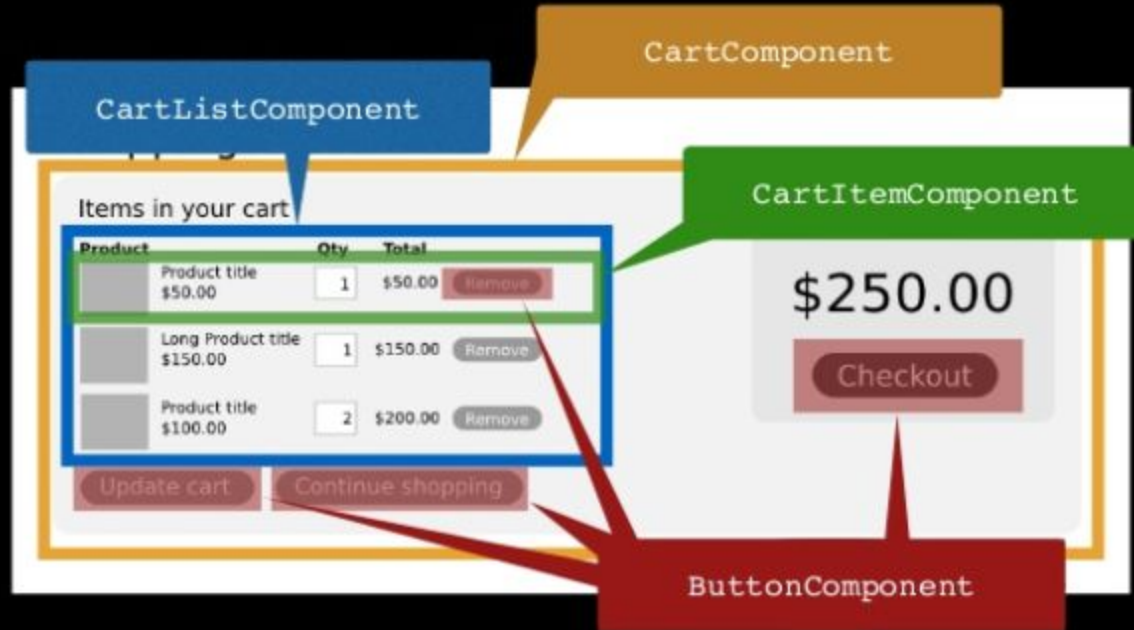 CartComponent
CartListComponent
CartItemComponent
Items in your cart
Product Qty Total
Product title
$50.00
1 $50.00 Remove
Long Product title
$150.00
1 $150.00 Remove
Product title
$100.00
2 $200.00 Remove
$250.00
Checkout
Update cart Continue shopping
ButtonComponent